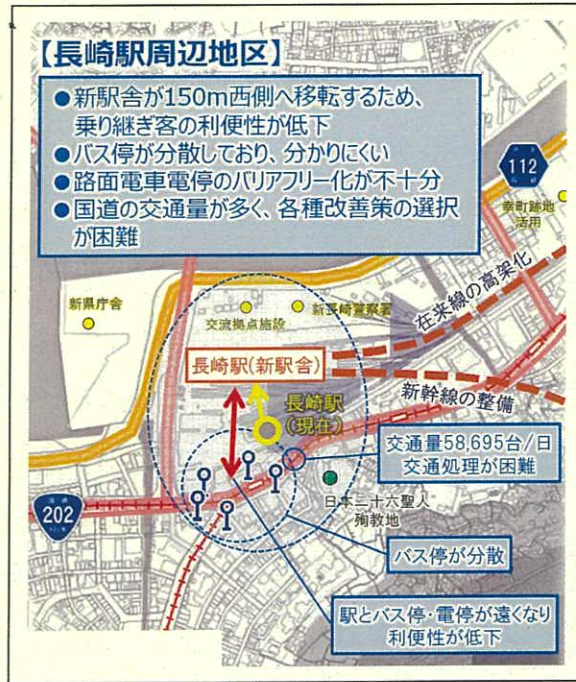 【長崎駅周辺地区】
●新駅舎が150m西側へ移転するため、
乗り継ぎ客の利便性が低下
●バス停が分散しており、分かりにくい
●路面電車電停のバリアフリー化が不十分
●国道の交通量が多く、各種改善策の選択
が困難
112
幸町跡地
活用
新県庁舎
交流拠点施設
新長崎警察署
在来線の高架化
長崎駅(新駅舎)
新幹線の整備
長崎駅
(現在)
交通量58,695台/日
交通処理が困難
202
日本二十六聖人
殉教地
バス停が分散
駅とバス停・電停が遠くなり
利便性が低下